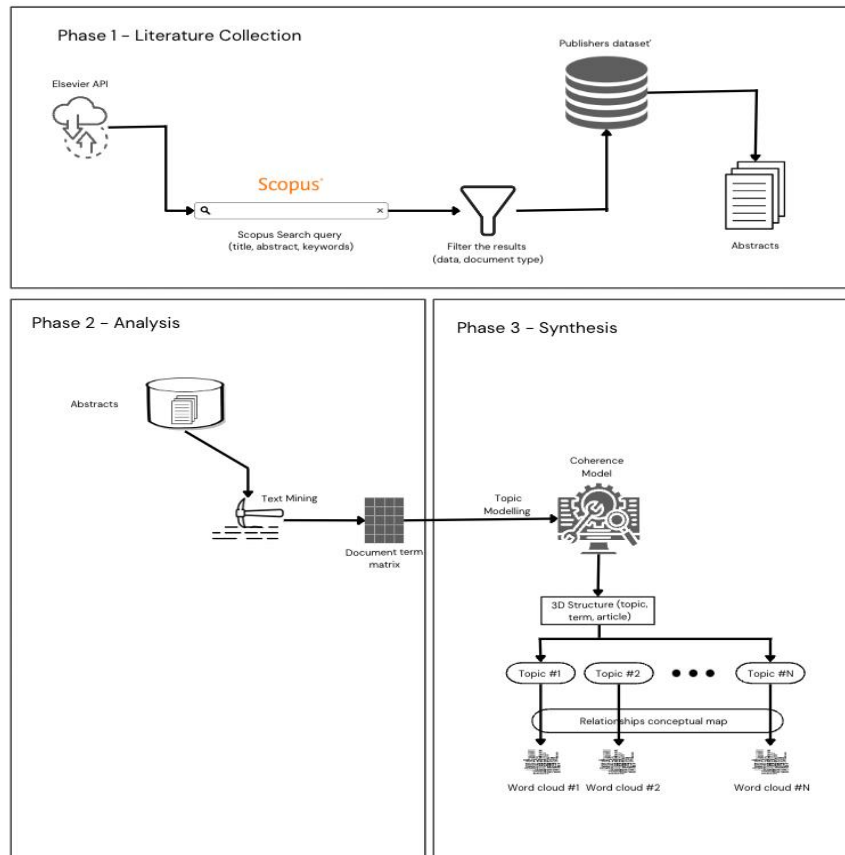 Phase 1 - Literature Collection
Publishers dataset'
Elsevier API
Scopus
Scopus Search query
(title, abstract, keywords)
Filter the results
(data, document type)
Abstracts
Phase 2 - Analysis
Abstracts
Text Mining
Document term
matrix
Phase 3 - Synthesis
Coherence
Model
Topic
Modelling
3D Structure (topic,
term, article)
Topic #1
Topic #2
Topic #N
Relationships conceptual map
Word cloud #1
Word cloud #2
Word cloud #N